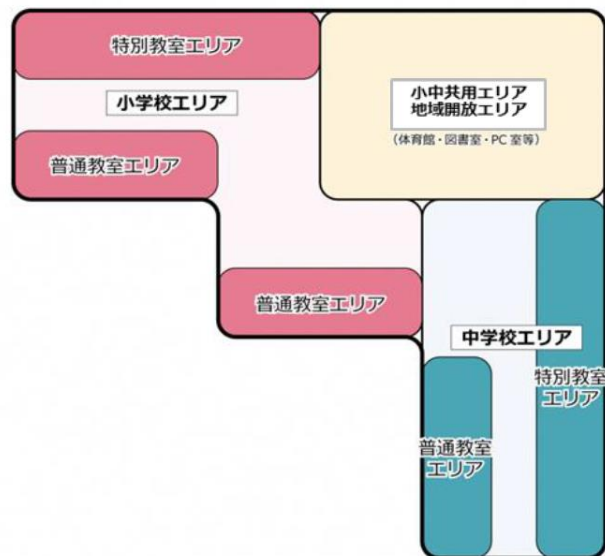 特別教室エリア
小学校エリア
普通教室エリア
小中共用エリア
地域開放エリア
（体育館・図書室・PC室等）
普通教室エリア
中学校エリア
特別教室
エリア
普通教室
エリア